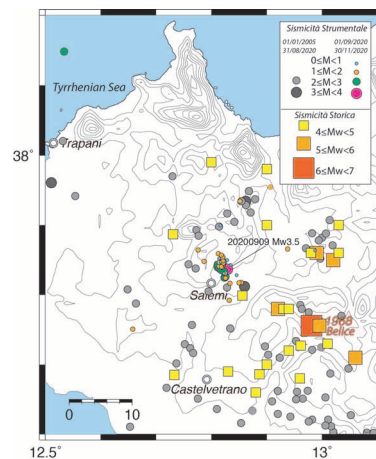 Sismicità Strumentale
01/01/2005 01/09/2020
31/08/2020 30/11/2020
0≤M<1
1≤M<2
2≤M<3
3≤M<4
Sismicità Storica
4≤Mw<5
5≤Mw<6
6≤Mw<7
Tyrrhenian Sea
38°
Trapani
20200909 Mw3.5
Salemi
1968
Belice
Castelvetrano
0 10
12.5 13